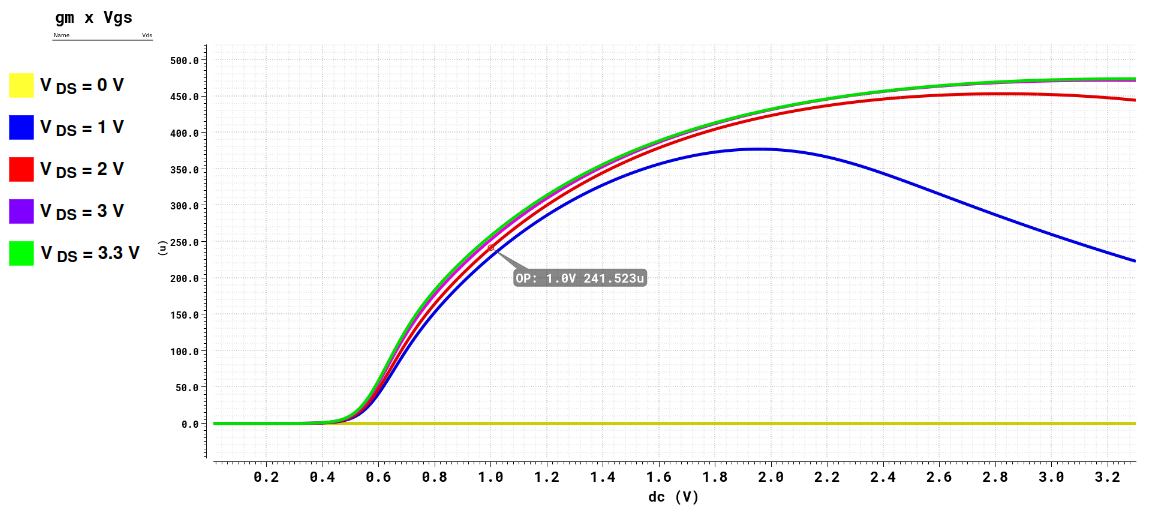 gm x Vgs
Name Vds
V DS = 0 V
V DS = 1 V
V DS = 2 V
V DS = 3 V
V DS = 3.3 V
(u)
500.0
450.0
400.0
350.0
300.0
250.0
200.0
150.0
100.0
50.0
0.0
OP: 1.0V 241.523u
0.2 0.4 0.6 0.8 1.0 1.2 1.4 1.6 1.8 2.0 2.2 2.4 2.6 2.8 3.0 3.2
dc (V)